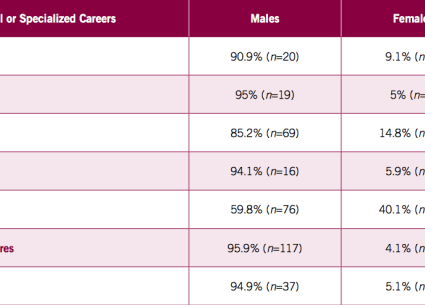 l or Specialized Careers Males Female
90.9% (n=20) 9.1% (n
95% (n=19) 5% (n=
85.2% (n=69) 14.8% (n
94.1% (n=16) 5.9% (n
59.8% (n=76) 40.1% (n
res 95.9% (n=117) 4.1% (n
94.9% (n=37) 5.1% (n